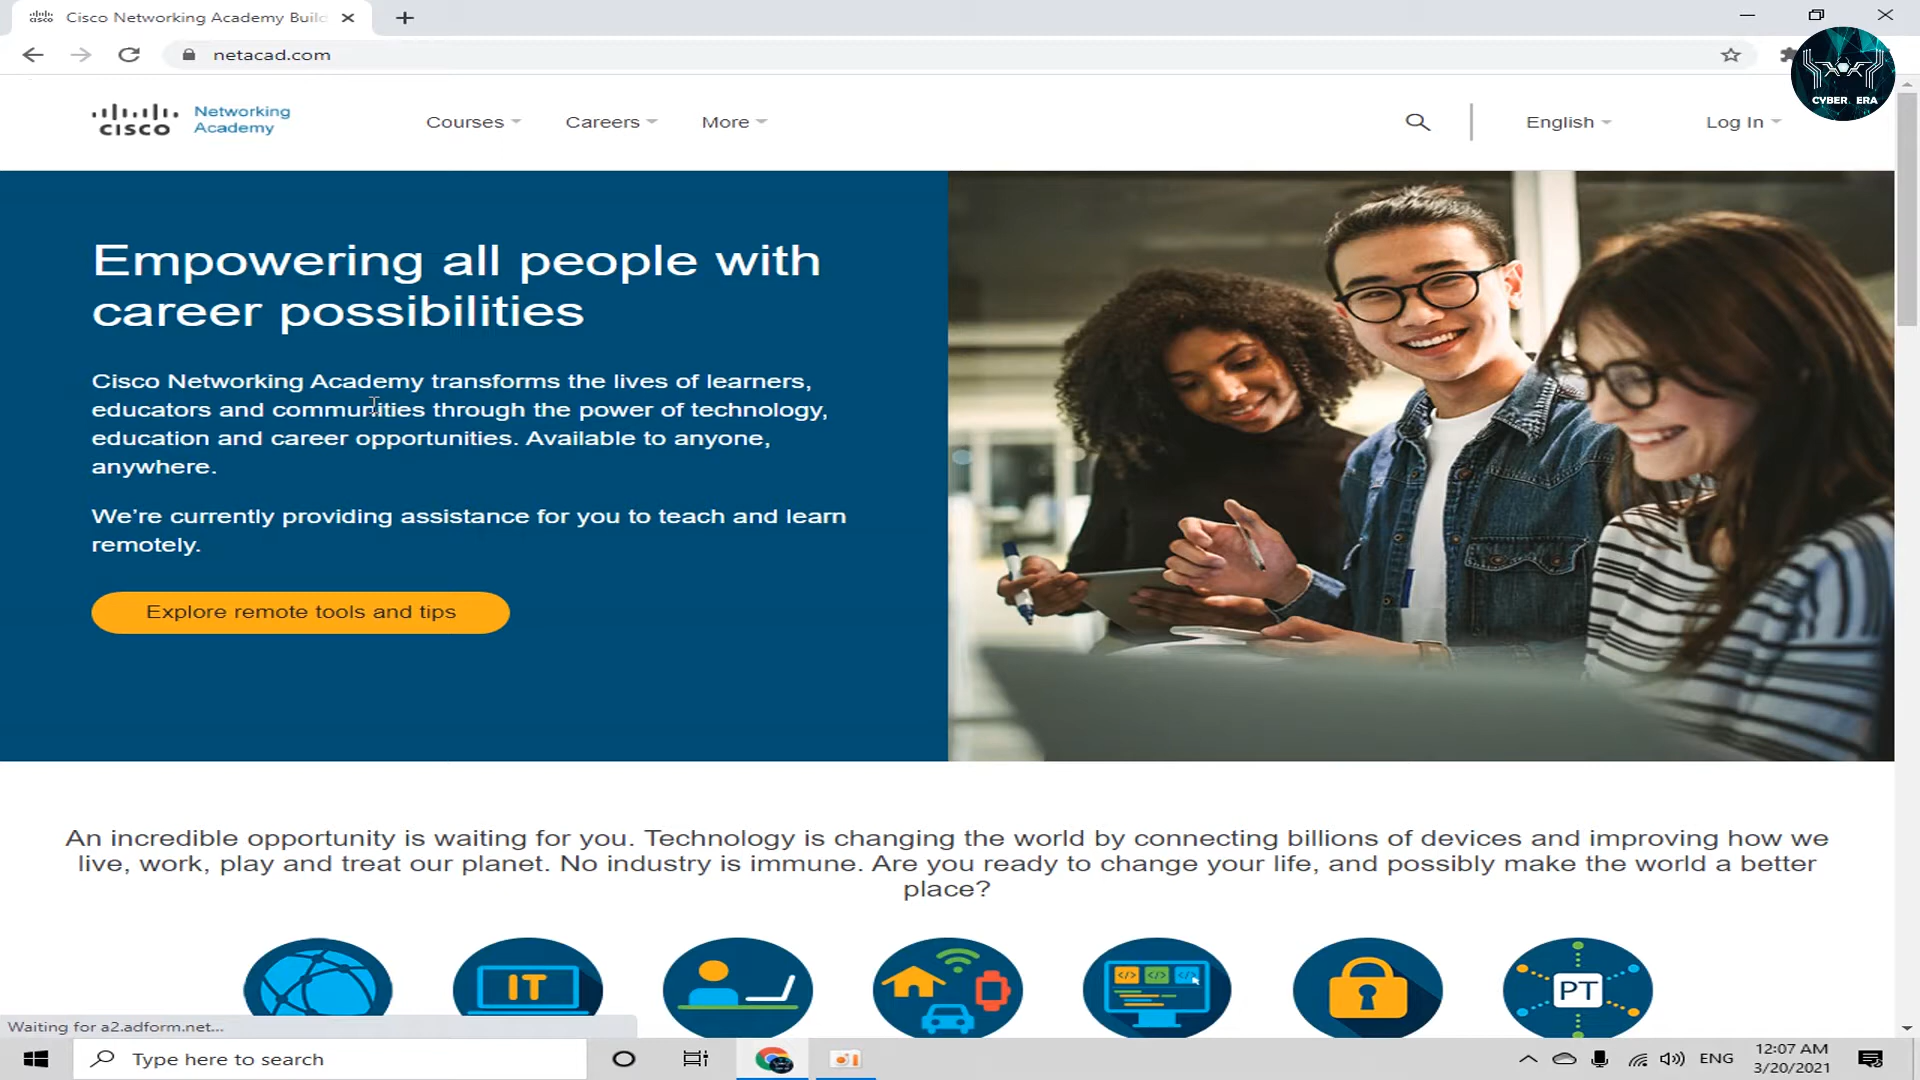 Cisco Networking Academy Build
netacad.com
CYBER ERA
CISCO
Networking
Academy
Courses
Careers
More
English
Log In
Empowering all people with
career possibilities
Cisco Networking Academy transforms the lives of learners,
educators and communities through the power of technology,
education and career opportunities. Available to anyone,
anywhere.
We’re currently providing assistance for you to teach and learn
remotely.
Explore remote tools and tips
An incredible opportunity is waiting for you. Technology is changing the world by connecting billions of devices and improving how we
live, work, play and treat our planet. No industry is immune. Are you ready to change your life, and possibly make the world a better
place?
IT
</> </> </>
PT
Waiting for a2.adform.net...
Type here to search
ENG
12:07 AM
3/20/2021